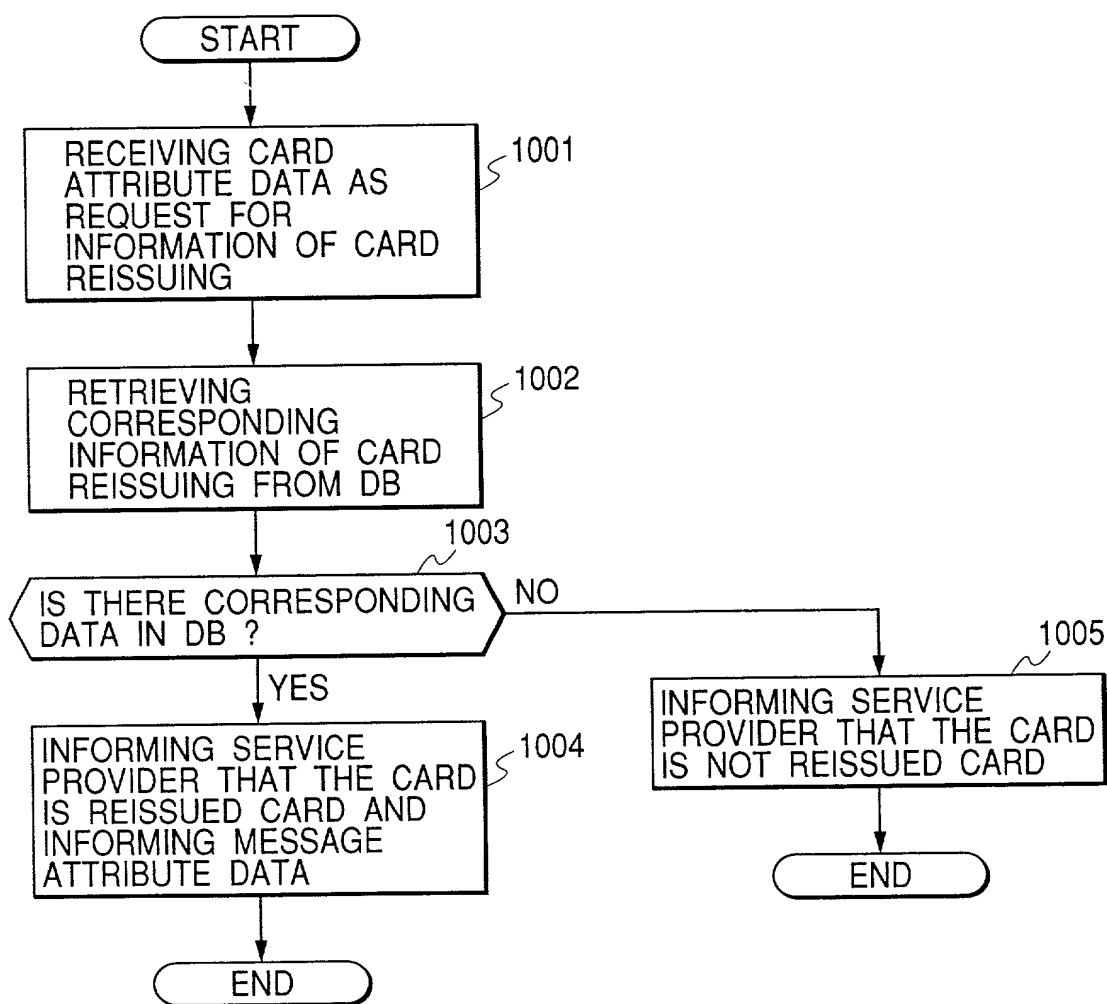 START
RECEIVING CARD
ATTRIBUTE DATA AS
REQUEST FOR
INFORMATION OF CARD
REISSUING
1001
RETRIEVING
CORRESPONDING
INFORMATION OF CARD
REISSUING FROM DB
1002
1003
IS THERE CORRESPONDING
DATA IN DB ?
NO
YES
INFORMING SERVICE
PROVIDER THAT THE CARD
IS REISSUED CARD AND
INFORMING MESSAGE
ATTRIBUTE DATA
1004
END
1005
INFORMING SERVICE
PROVIDER THAT THE CARD
IS NOT REISSUED CARD
END